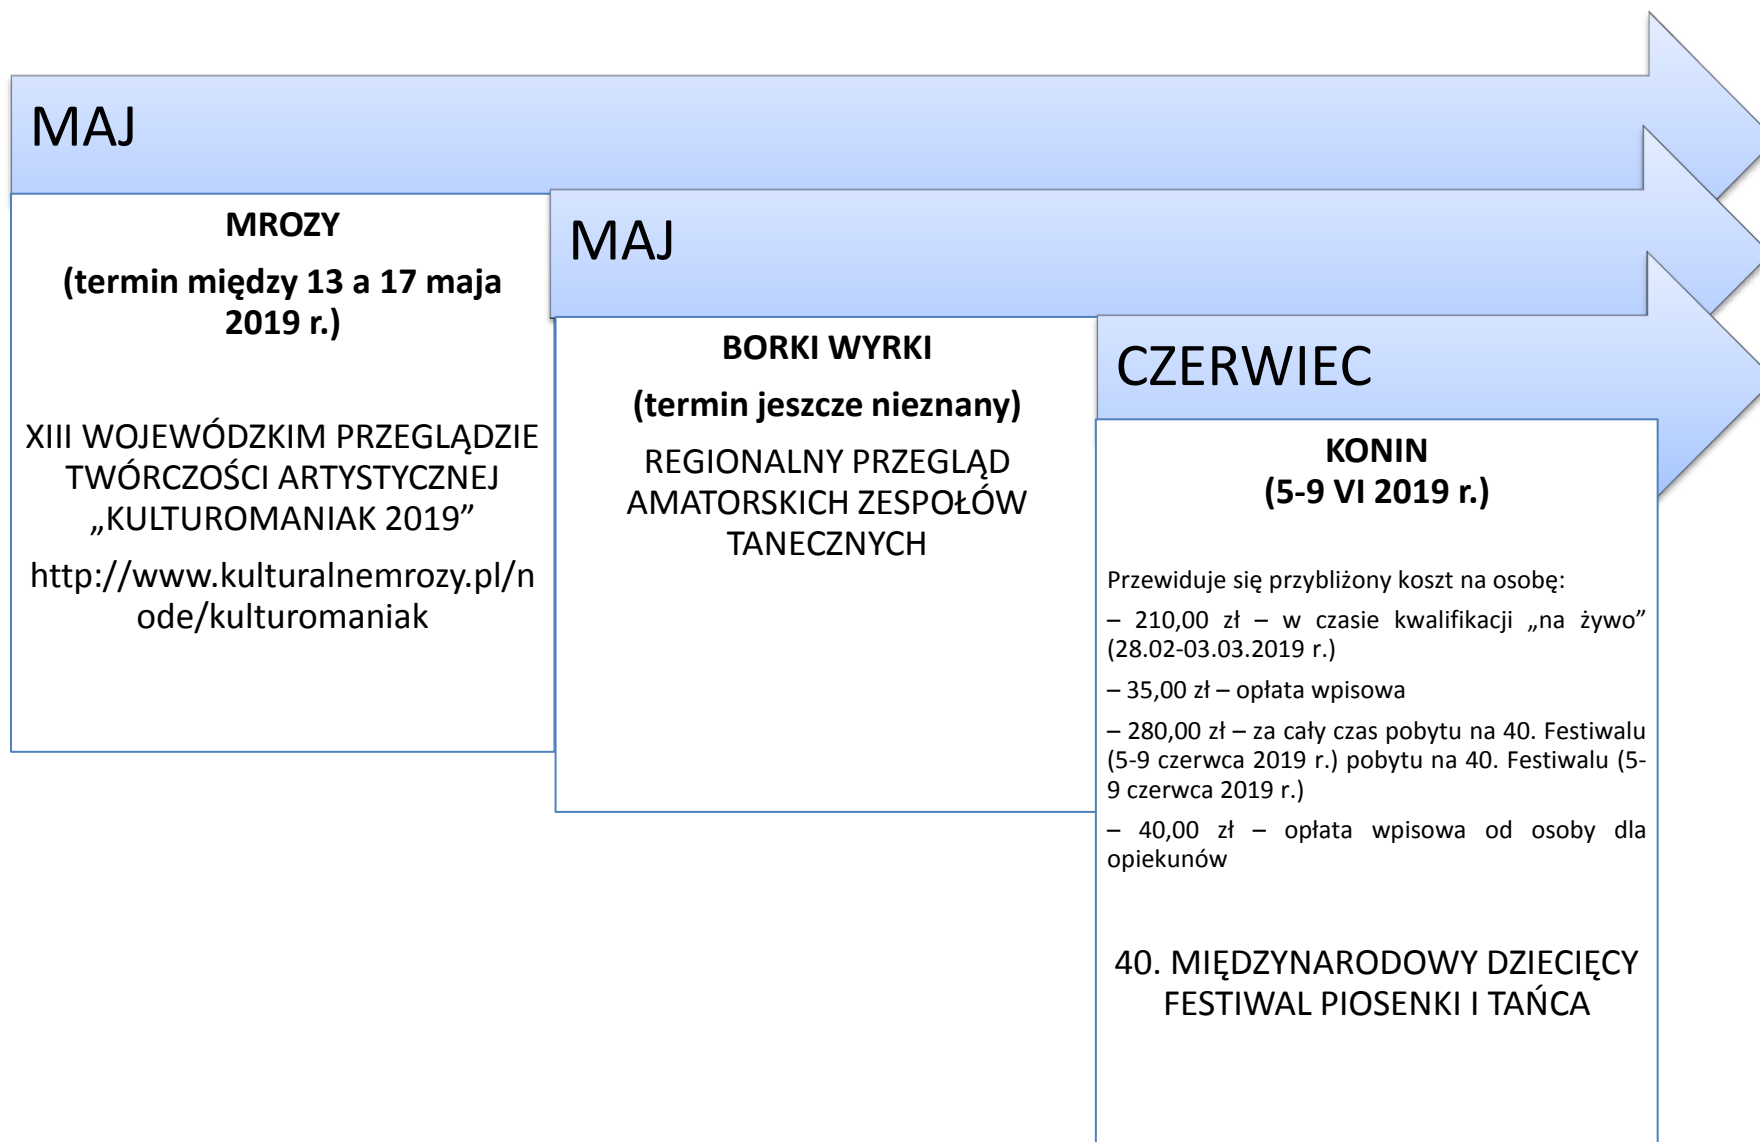 MAJ
MROZY
(termin między 13 a 17 maja
2019 r.)
XIII WOJEWÓDZKIM PRZEGLĄDZIE
TWÓRCZOŚCI ARTYSTYCZNEJ
„KULTUROMANIAK 2019”
http://www.kulturalnemrozy.pl/n
ode/kulturomaniak
MAJ
BORKI WYRKI
(termin jeszcze nieznany)
REGIONALNY PRZEGLĄD
AMATORSKICH ZESPOŁÓW
TANECZNYCH
CZERWIEC
KONIN
(5-9 VI 2019 r.)
Przewiduje się przybliżony koszt na osobę:
– 210,00 zł – w czasie kwalifikacji „na żywo”
(28.02-03.03.2019 r.)
– 35,00 zł – opłata wpisowa
– 280,00 zł – za cały czas pobytu na 40. Festiwalu
(5-9 czerwca 2019 r.) pobytu na 40. Festiwalu (5-
9 czerwca 2019 r.)
– 40,00 zł – opłata wpisowa od osoby dla
opiekunów
40. MIĘDZYNARODOWY DZIECIĘCY
FESTIWAL PIOSENKI I TAŃCA